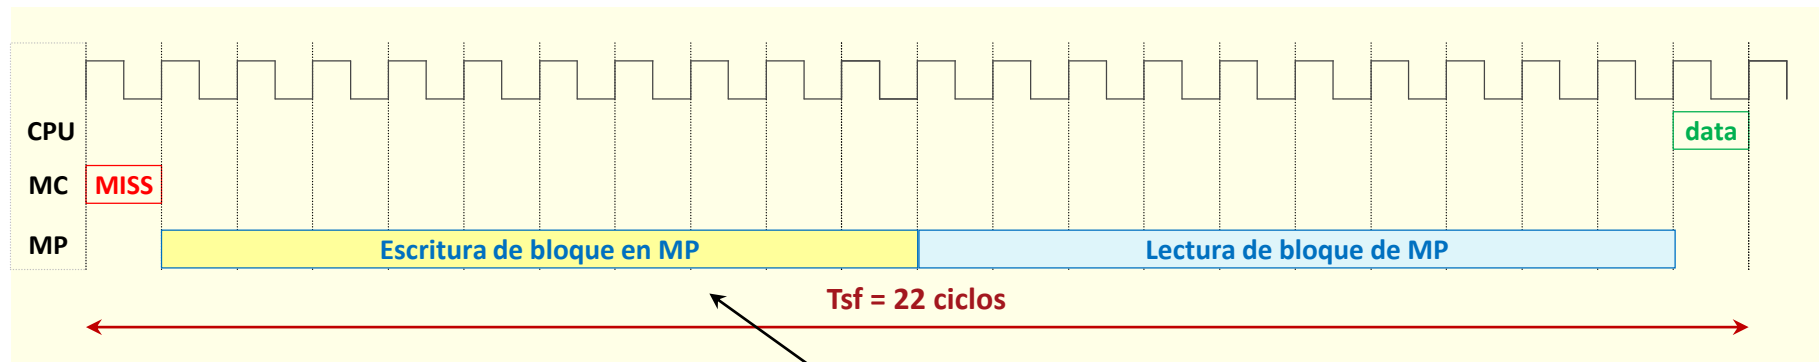 CPU
data
MC
MISS
MP
Escritura de bloque en MP
Lectura de bloque de MP
Tsf = 22 ciclos